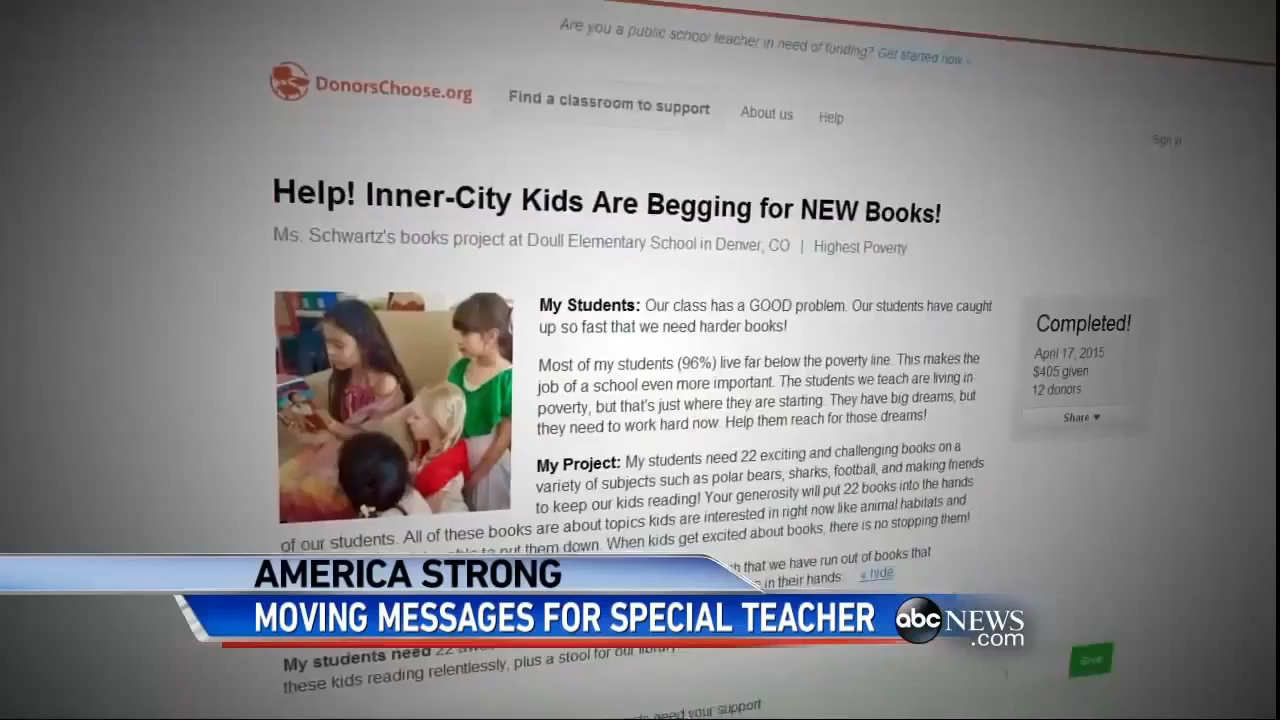 Are you a public school teacher in need of funding? Get started now »
DonorsChoose.org
Find a classroom to support
About us
Help
Sign in
Help! Inner-City Kids Are Begging for NEW Books!
Ms. Schwartz's books project at Doull Elementary School in Denver, CO | Highest Poverty
My Students: Our class has a GOOD problem. Our students have caught
up so fast that we need harder books!
Most of my students (96%) live far below the poverty line. This makes the
job of a school even more important. The students we teach are living in
poverty, but that's just where they are starting. They have big dreams, but
they need to work hard now. Help them reach for those dreams!
My Project: My students need 22 exciting and challenging books on a
variety of subjects such as polar bears, sharks, football, and making friends
to keep our kids reading! Your generosity will put 22 books into the hands
of our students. All of these books are about topics kids are interested in right now like animal habitats and
put them down. When kids get excited about books, there is no stopping them!
that we have run out of books that
in their hands. « hide
Completed!
April 17, 2015
$405 given
12 donors
Share ▾
AMERICA STRONG
MOVING MESSAGES FOR SPECIAL TEACHER
abc NEWS
.com
My students need 22
these kids reading relentlessly, plus a stool for our
Give
need your support